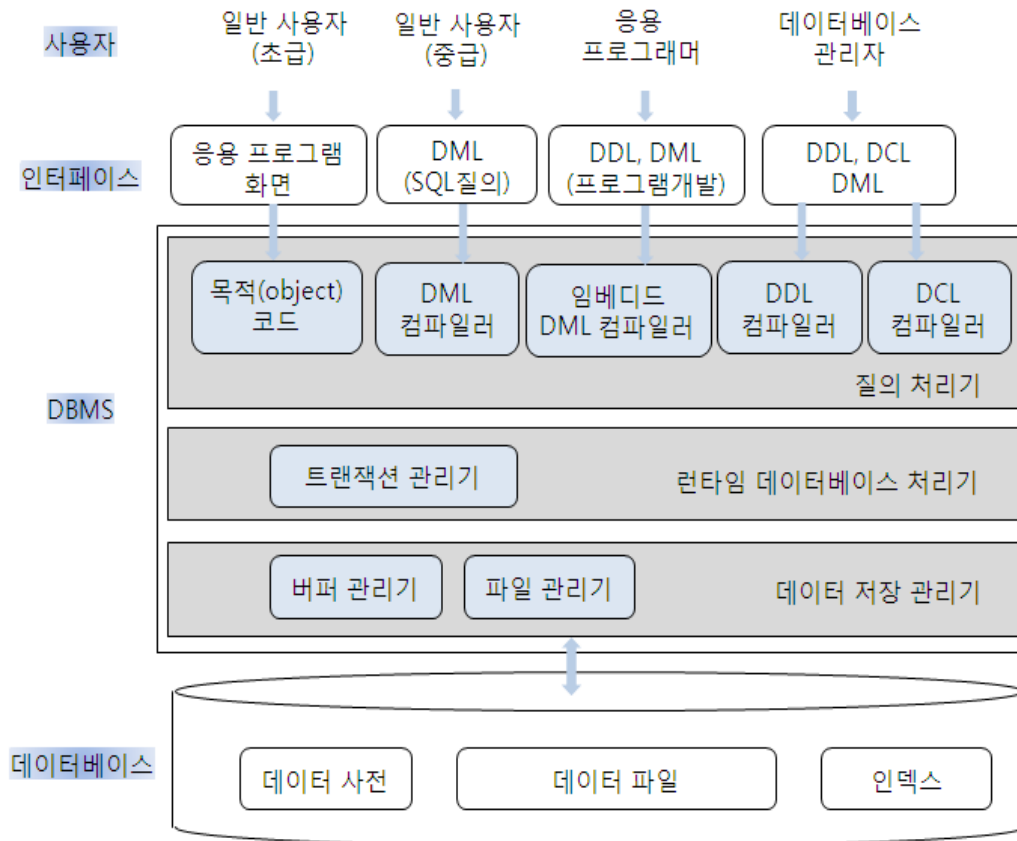 사용자
일반 사용자
(초급)
일반 사용자
(중급)
응용
프로그래머
데이터베이스
관리자
인터페이스
응용 프로그램
화면
DML
(SQL질의)
DDL, DML
(프로그램개발)
DDL, DCL
DML
DBMS
목적(object)
코드
DML
컴파일러
임베디드
DML 컴파일러
DDL
컴파일러
DCL
컴파일러
질의 처리기
트랜잭션 관리기
런타임 데이터베이스 처리기
버퍼 관리기
파일 관리기
데이터 저장 관리기
데이터베이스
데이터 사전
데이터 파일
인덱스